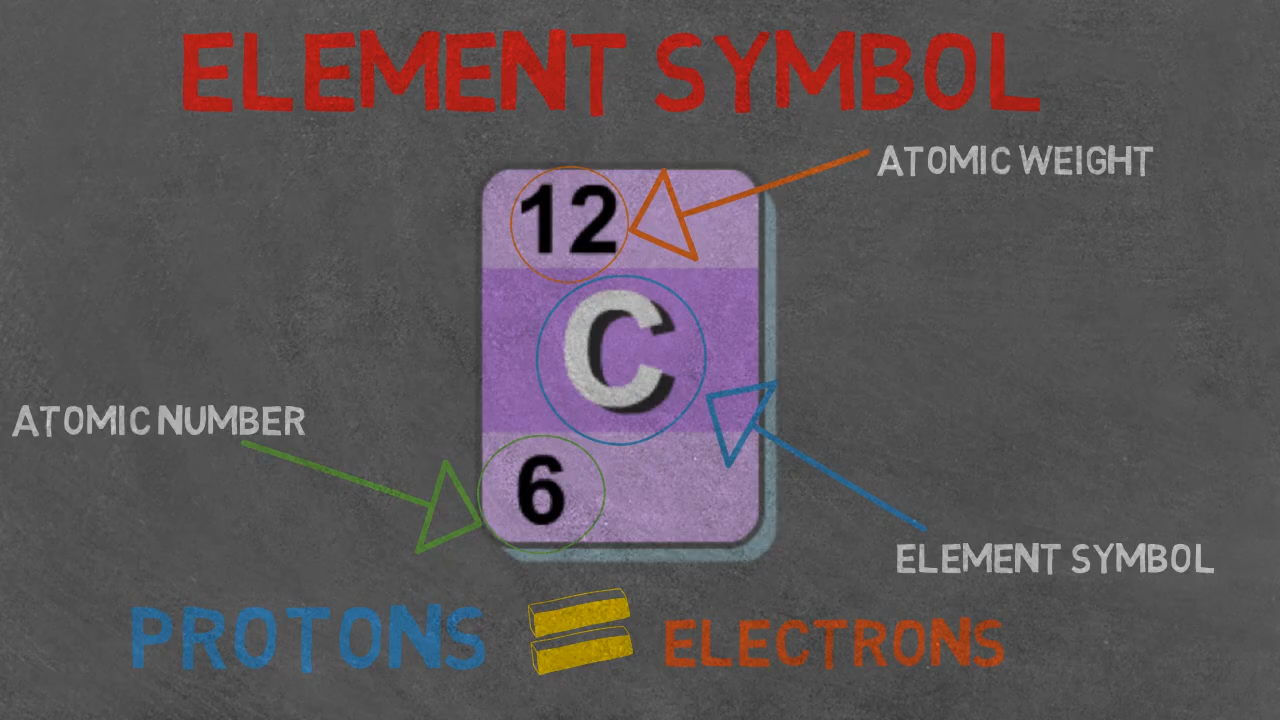 ELEMENT SYMBOL
ATOMIC WEIGHT
12
C
ATOMIC NUMBER
6
ELEMENT SYMBOL
PROTONS = ELECTRONS